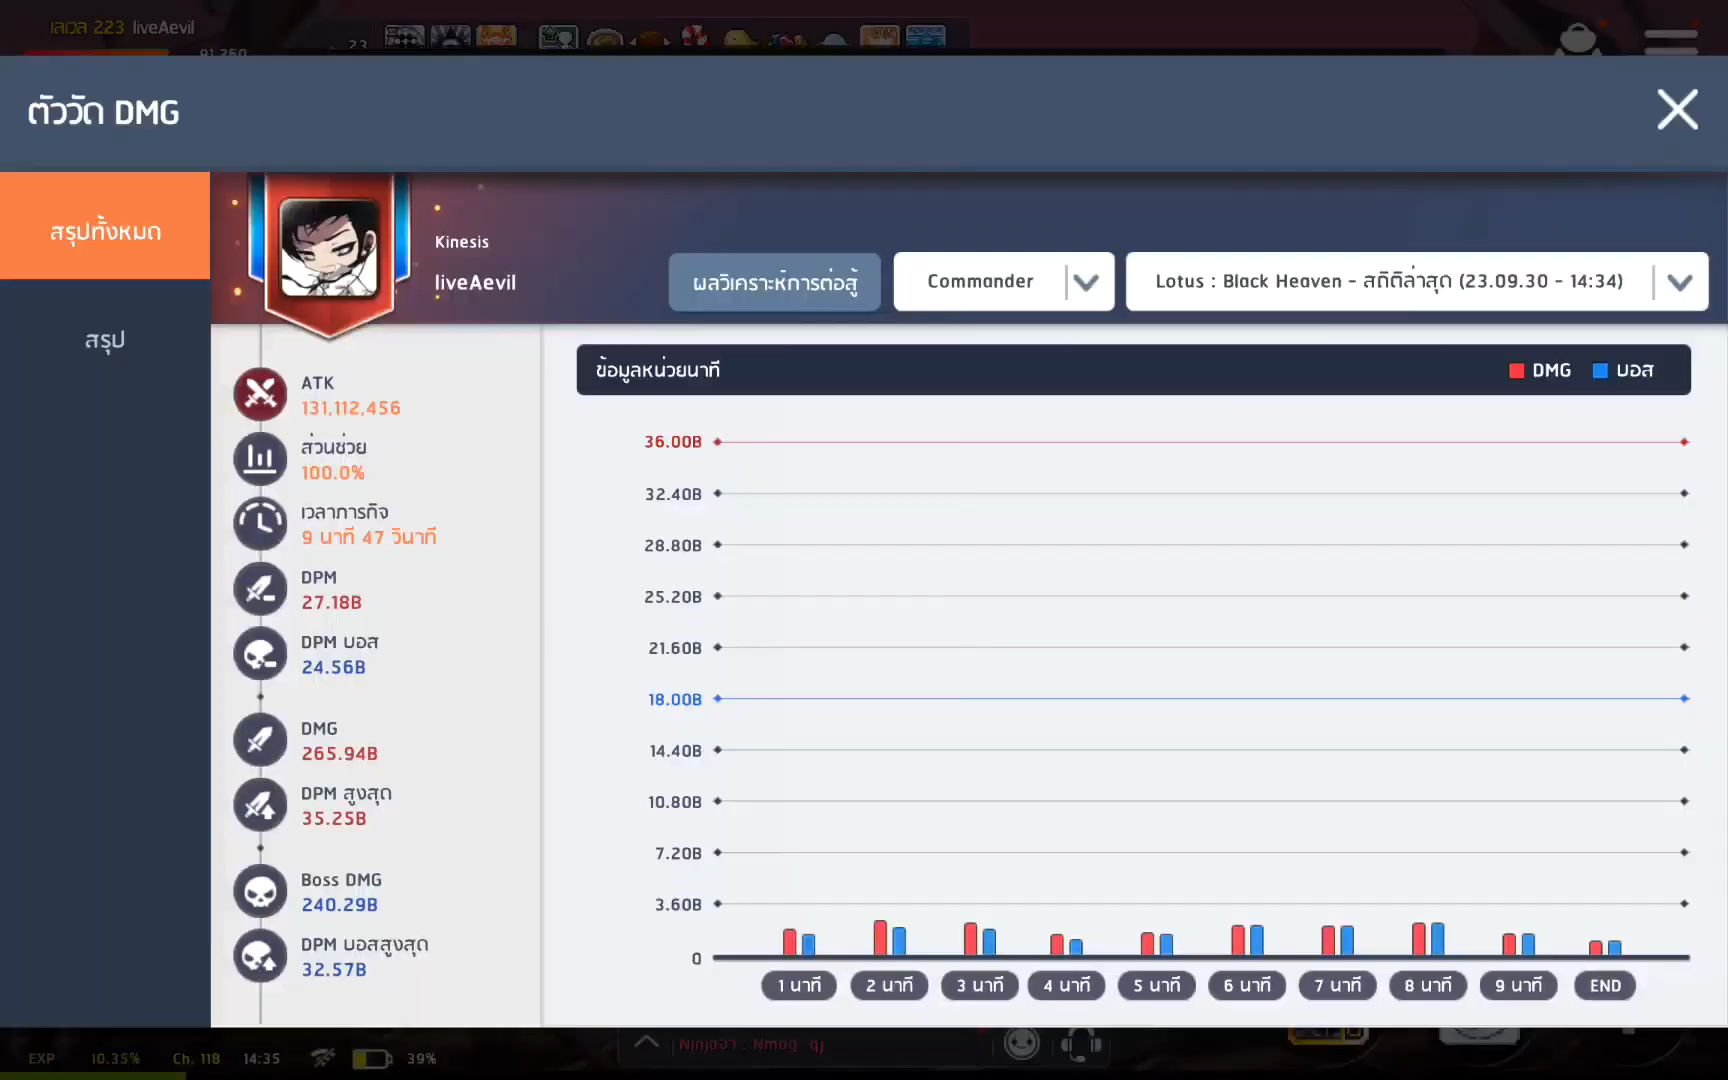 เลเวล 223 liveAevil
91,260
23
ตัววัด DMG
สรุปทั้งหมด
สรุป
Kinesis
liveAevil
ผลวิเคราะห์การต่อสู้
Commander
Lotus : Black Heaven - สถิติล่าสุด (23.09.30 - 14:34)
ATK
131,112,456
ส่วนช่วย
100.0%
เวลาภารกิจ
9 นาที 47 วินาที
DPM
27.18B
DPM บอส
24.56B
DMG
265.94B
DPM สูงสุด
35.25B
Boss DMG
240.29B
DPM บอสสูงสุด
32.57B
ข้อมูลหน่วยนาที
DMG
บอส
36.00B
32.40B
28.80B
25.20B
21.60B
18.00B
14.40B
10.80B
7.20B
3.60B
0
1 นาที
2 นาที
3 นาที
4 นาที
5 นาที
6 นาที
7 นาที
8 นาที
9 นาที
END
EXP 10.35% Ch. 118 14:35 39%